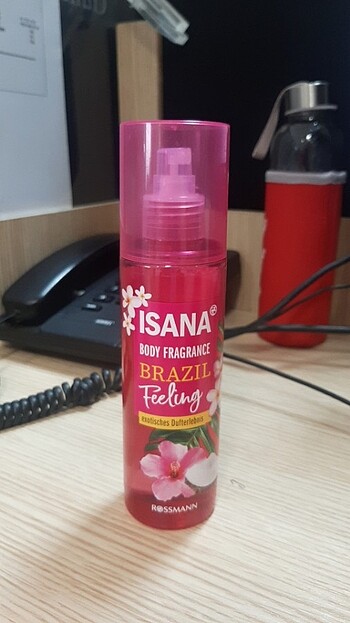 ISANA
BODY FRAGRANCE
BRAZIL
Feeling
exotisches Dufterlebnis
ROSSMANN